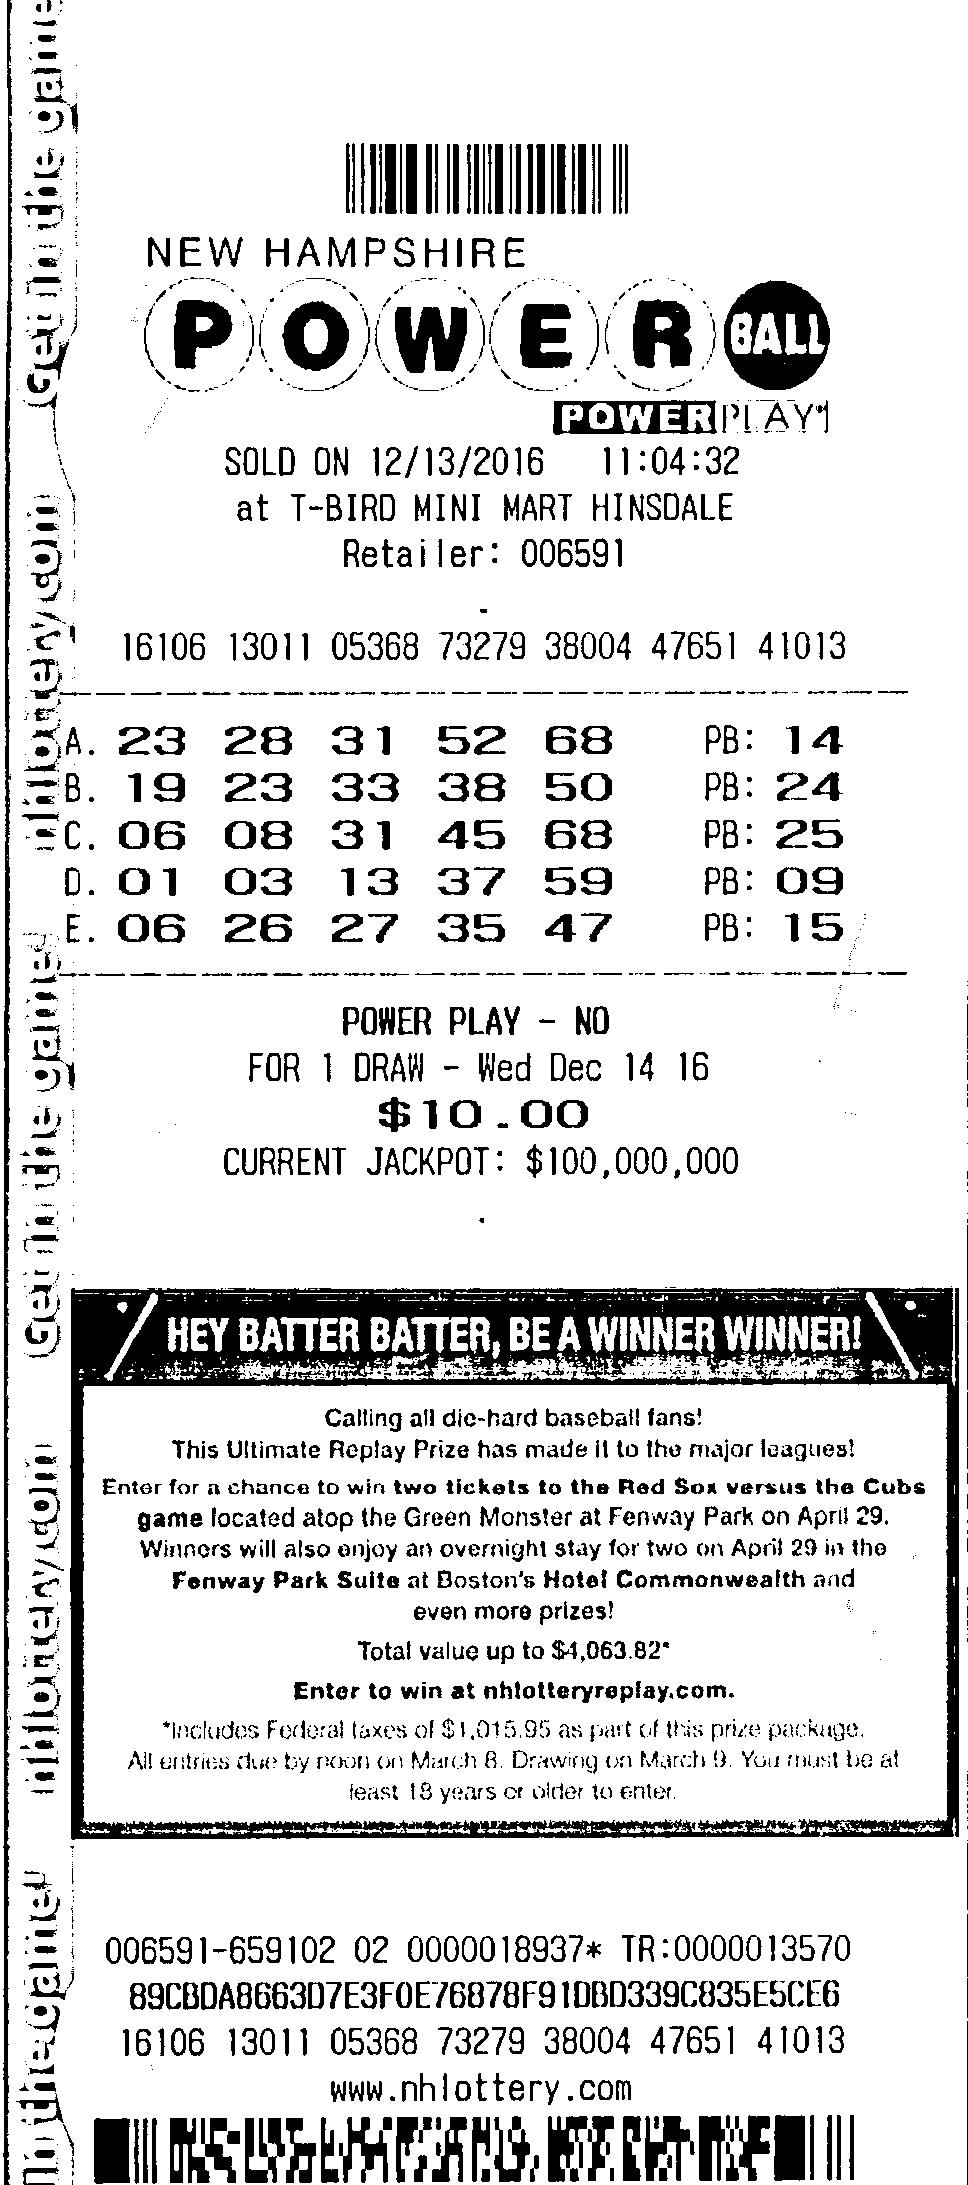 NEW HAMPSHIRE
POWER BALL
POWERPLAY
SOLD ON 12/13/2016 11:04:32
at T-BIRD MINI MART HINSDALE
Retailer: 006591
16106 13011 05368 73279 38004 47651 41013
A. 23 28 31 52 68 PB: 14
B. 19 23 33 38 50 PB: 24
C. 06 08 31 45 68 PB: 25
D. 01 03 13 37 59 PB: 09
E. 06 26 27 35 47 PB: 15
POWER PLAY - NO
FOR 1 DRAW - Wed Dec 14 16
$10.00
CURRENT JACKPOT: $100,000,000
HEY BATTER BATTER, BE A WINNER WINNER!
Calling all die-hard baseball fans!
This Ultimate Replay Prize has made it to the major leagues!
Enter for a chance to win two tickets to the Red Sox versus the Cubs
game located atop the Green Monster at Fenway Park on April 29.
Winners will also enjoy an overnight stay for two on April 29 in the
Fenway Park Suite at Boston's Hotel Commonwealth and
even more prizes!
Total value up to $4,063.82*
Enter to win at nhlotteryreplay.com.
*Includes Federal taxes of $1,015.95 as part of this prize package.
All entries due by noon on March 8. Drawing on March 9. You must be at
least 18 years or older to enter.
006591-659102 02 0000018937* TR:0000013570
89CBDA8663D7E3F0E76878F91DBD339C835E5CE6
16106 13011 05368 73279 38004 47651 41013
www.nhlottery.com
Get in the game
nhlottery.com
Get in the game
nhlottery.com
in the game